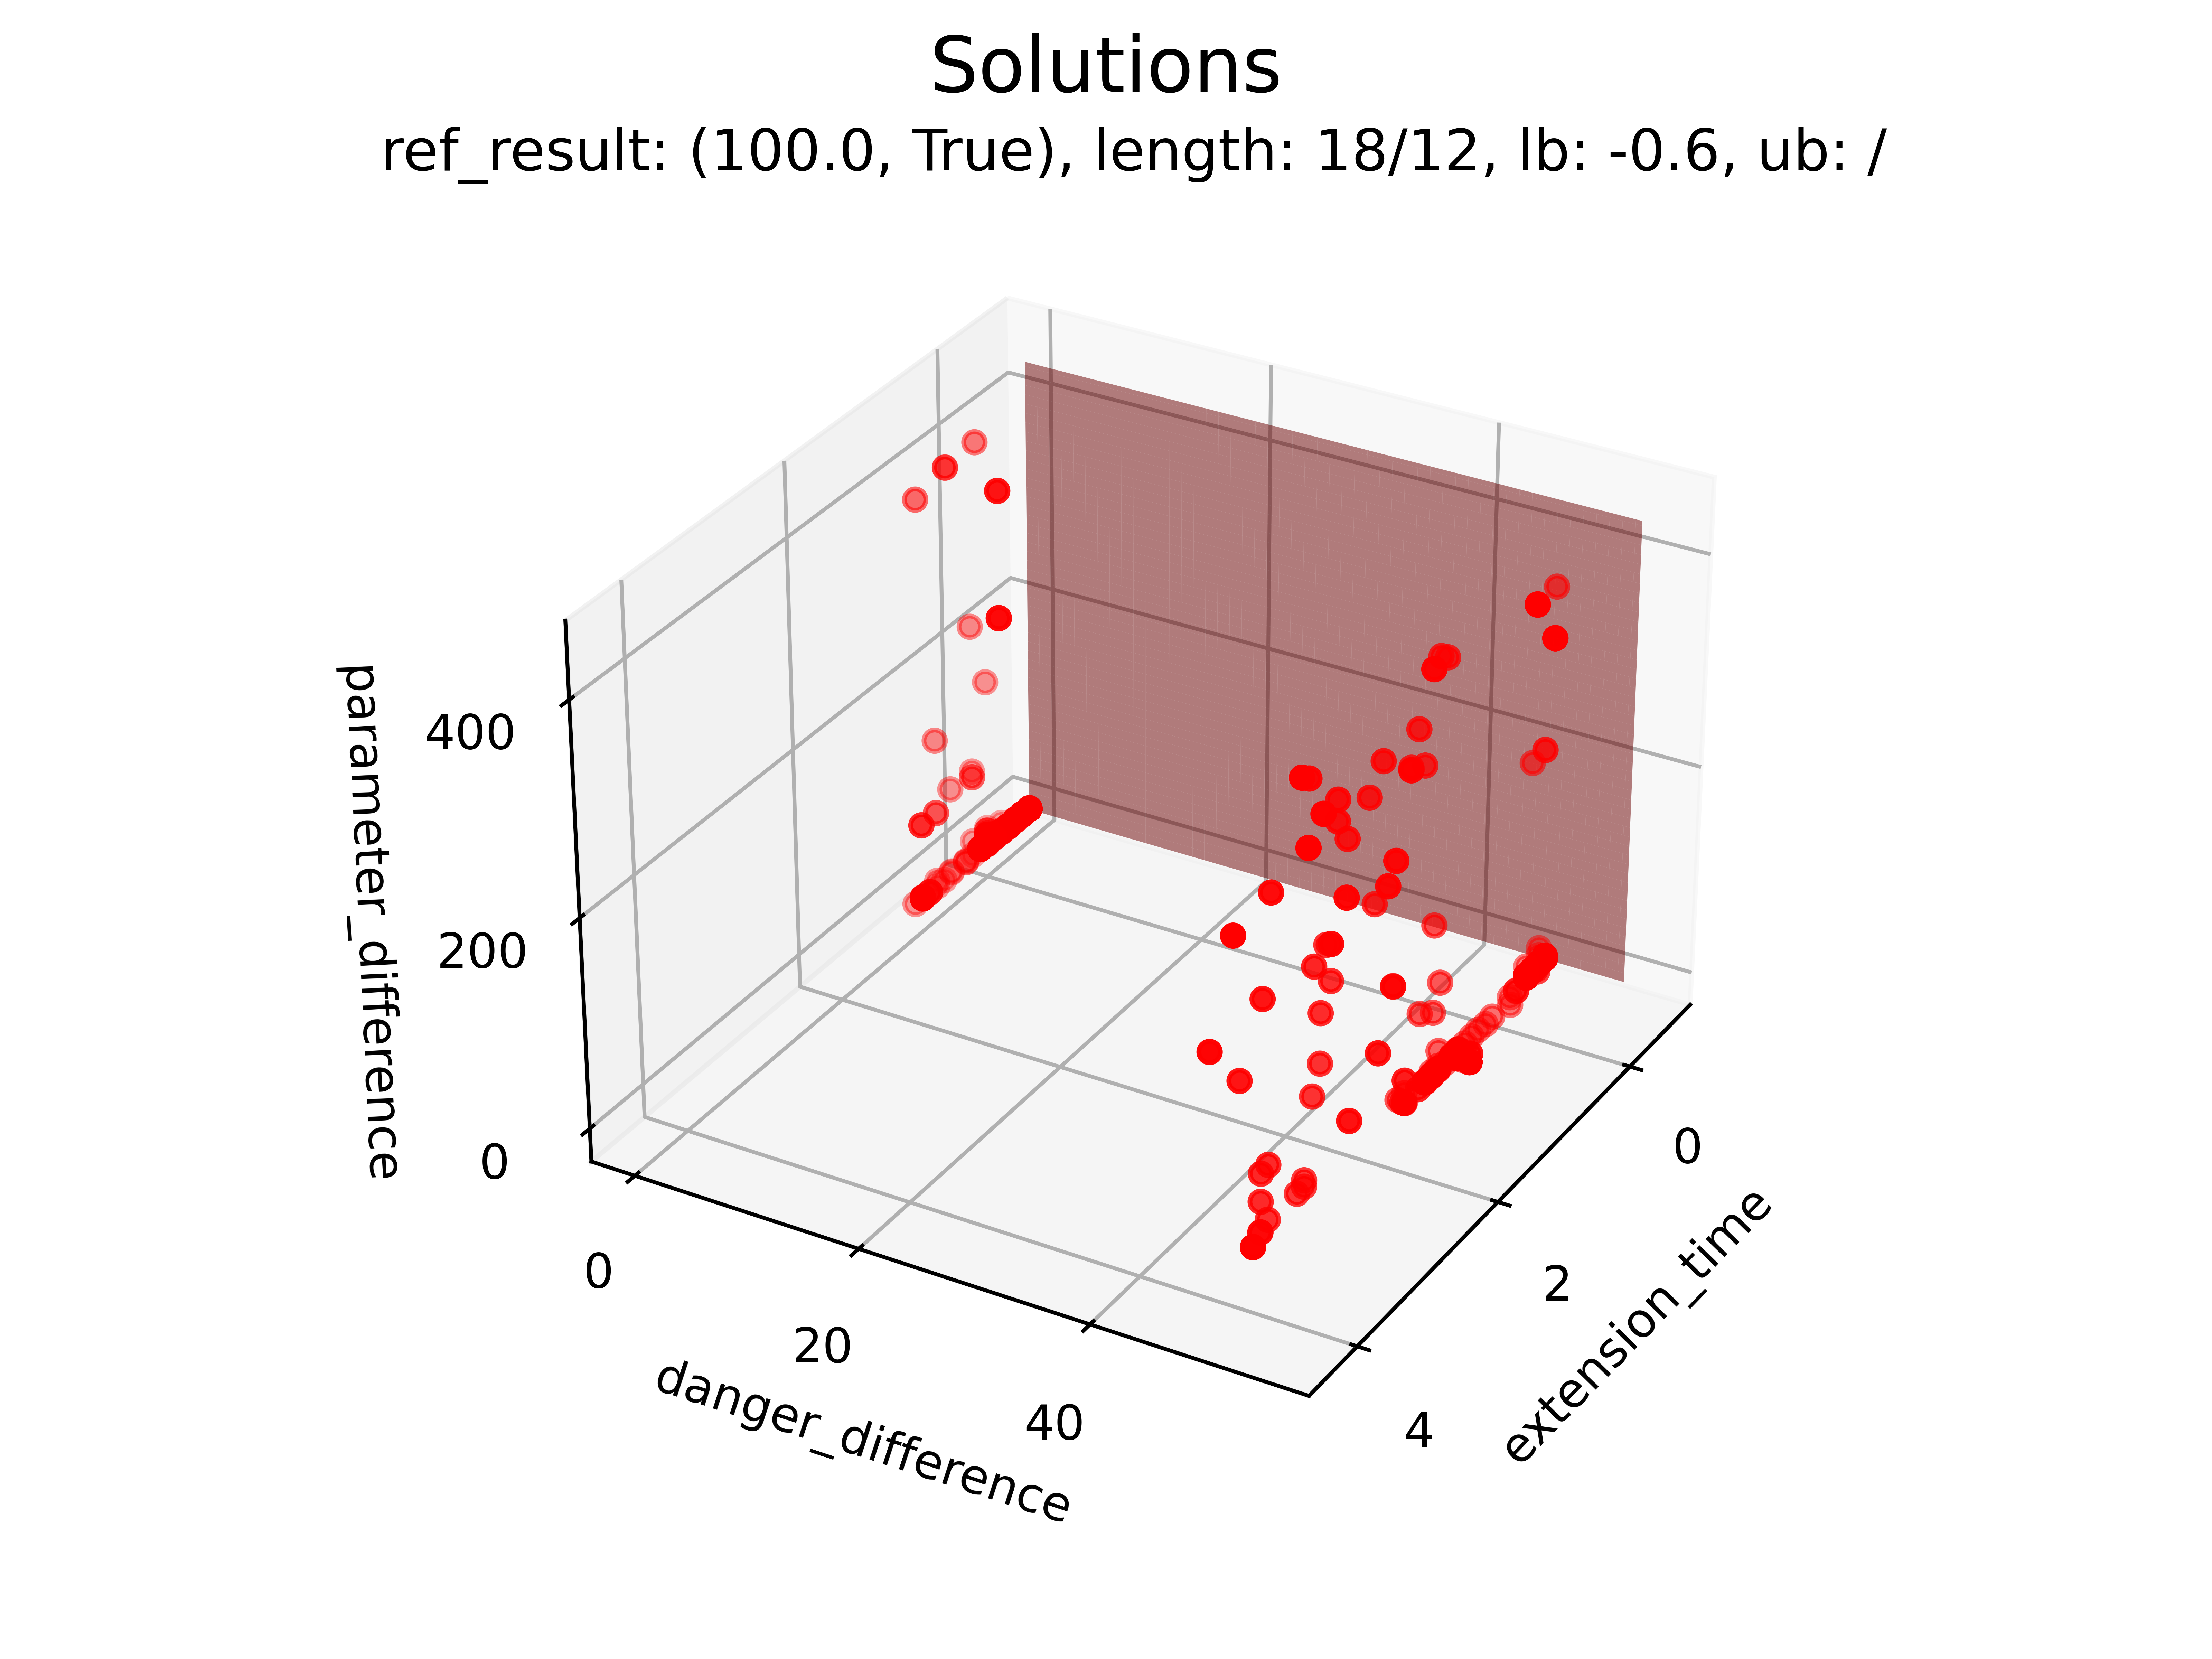 Solutions
ref_result: (100.0, True), length: 18/12, lb: -0.6, ub: /
parameter_difference
400
200
0
0
20
40
danger_difference
0
2
4
extension_time